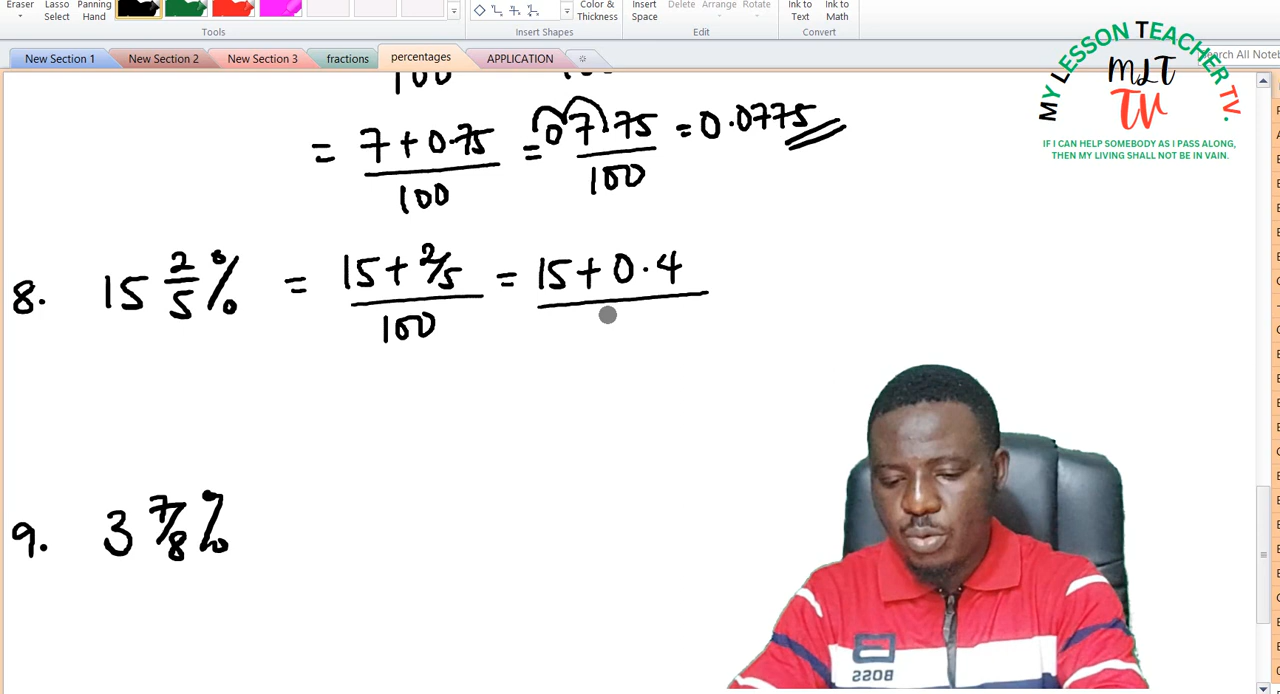 Eraser
Lasso Select
Panning Hand
Color & Thickness
Insert Space
Delete
Arrange
Rotate
Ink to Text
Ink to Math
Tools
Insert Shapes
Edit
Convert
New Section 1
New Section 2
New Section 3
fractions
percentages
APPLICATION
Search All Noteb
MY LESSON TEACHER TV.
MLT
TV
IF I CAN HELP SOMEBODY AS I PASS ALONG,
THEN MY LIVING SHALL NOT BE IN VAIN.
100
= 7 + 0.75 / 100 = 07.75 / 100 = 0.0775
8. 15 2/5 % = 15 + 2/5 / 100 = 15 + 0.4
9. 3 7/8 %
BOSS